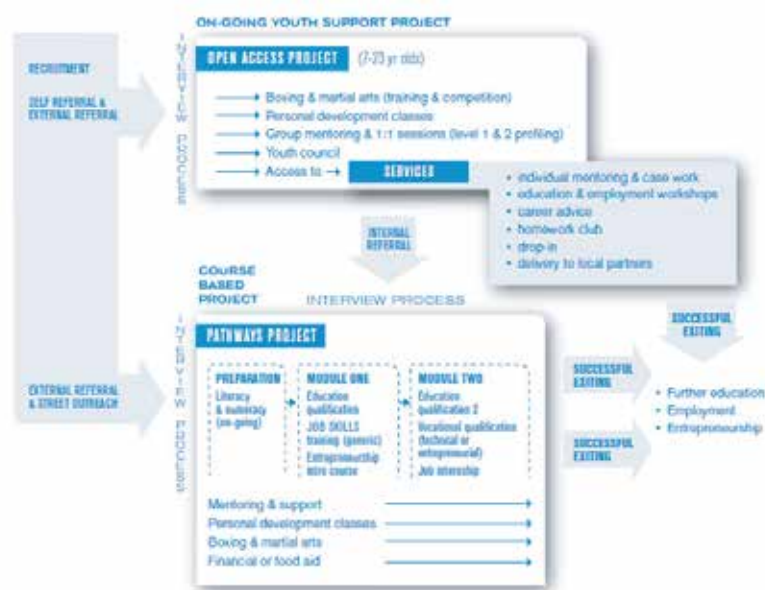 ON-GOING YOUTH SUPPORT PROJECT
RECRUITMENT
SELF REFERRAL &
EXTERNAL REFERRAL
INTERVIEW PROCESS
OPEN ACCESS PROJECT
Boxing & martial arts (training & competition)
Personal development classes
Group mentoring & 1:1 sessions (level 1 & 2 profiling)
Youth council
Access to
SERVICES
• individual mentoring & case work
• education & employment workshops
• career advice
• homework club
• drop-in
• delivery to local partners
INTERNAL
REFERRAL
COURSE
BASED
PROJECT
INTERVIEW PROCESS
SUCCESSFUL
EXITING
EXTERNAL REFERRAL
& STREET OUTREACH
INTERVIEW PROCESS
PATHWAYS PROJECT
PREPARATION
Literacy
& numeracy
(on-going)
MODULE ONE
Education
qualification
JOB SKILLS
training (generic)
Entrepreneurship
intro course
MODULE TWO
Education
qualification 2
Vocational qualification
(technical or
entrepreneurial)
Job internship
SUCCESSFUL
EXITING
SUCCESSFUL
EXITING
• Further education
• Employment
• Entrepreneurship
Mentoring & support
Personal development classes
Boxing & martial arts
Financial or food aid